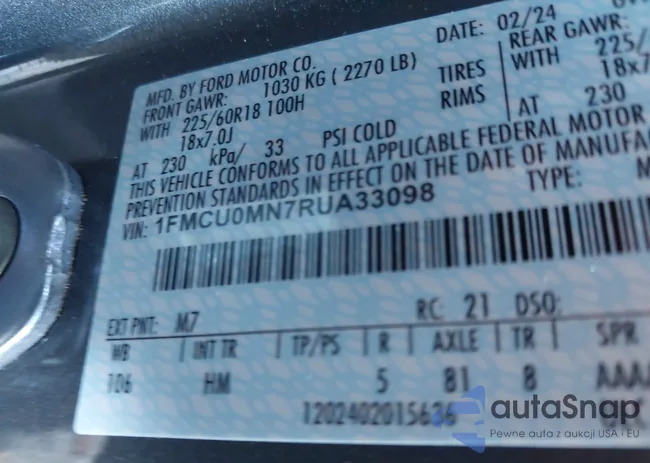 DATE: 02/24
MFD. BY FORD MOTOR CO.
FRONT GAWR: 1030 KG ( 2270 LB)
REAR GAWR:
WITH 225/60R18 100H TIRES WITH 225/
18x7.0J RIMS 18x7.
AT 230 kPa/ 33 PSI COLD AT 230
THIS VEHICLE CONFORMS TO ALL APPLICABLE FEDERAL MOTOR
PREVENTION STANDARDS IN EFFECT ON THE DATE OF MANUFA
VIN: 1FMCU0MN7RUA33098 TYPE: M
EXT PNT: M7 RC: 21 DSO:
WB INT TR TP/PS R AXLE TR SPR
106 HM 5 81 8 AAAA
1202402015636
autaSnap
Pewne auta z aukcji USA i EU